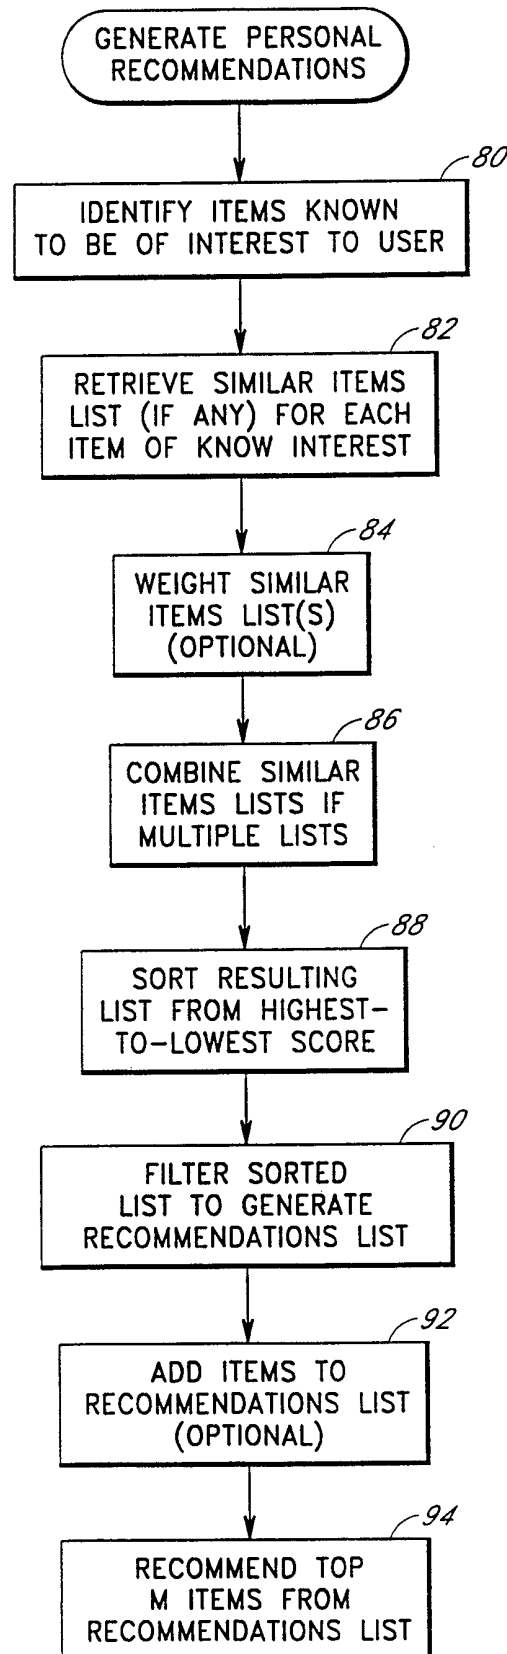 GENERATE PERSONAL
RECOMMENDATIONS
80
IDENTIFY ITEMS KNOWN
TO BE OF INTEREST TO USER
82
RETRIEVE SIMILAR ITEMS
LIST (IF ANY) FOR EACH
ITEM OF KNOW INTEREST
84
WEIGHT SIMILAR
ITEMS LIST(S)
(OPTIONAL)
86
COMBINE SIMILAR
ITEMS LISTS IF
MULTIPLE LISTS
88
SORT RESULTING
LIST FROM HIGHEST-
TO-LOWEST SCORE
90
FILTER SORTED
LIST TO GENERATE
RECOMMENDATIONS LIST
92
ADD ITEMS TO
RECOMMENDATIONS LIST
(OPTIONAL)
94
RECOMMEND TOP
M ITEMS FROM
RECOMMENDATIONS LIST